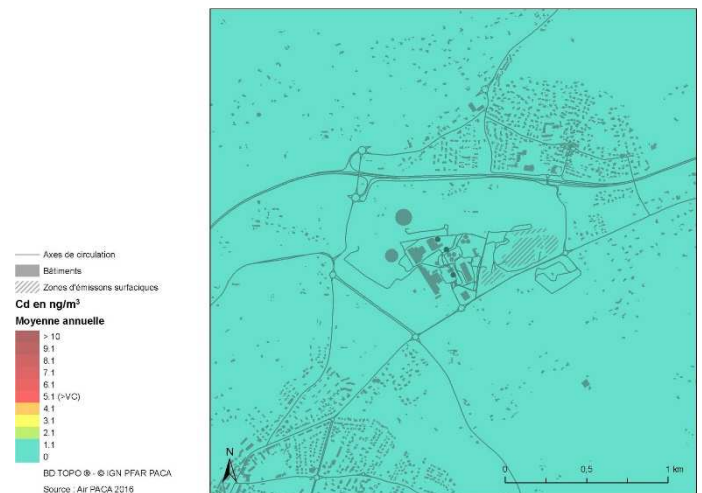 Axes de circulation
Bâtiments
Zones d'émissons surfaciques
Cd en ng/m³
Moyenne annuelle
> 10
9.1
8.1
7.1
6.1
5.1 (>VC)
4.1
3.1
2.1
1.1
0
BD TOPO ® - © IGN PFAR PACA
Source : Air PACA 2016
N
0 0,5 1 km